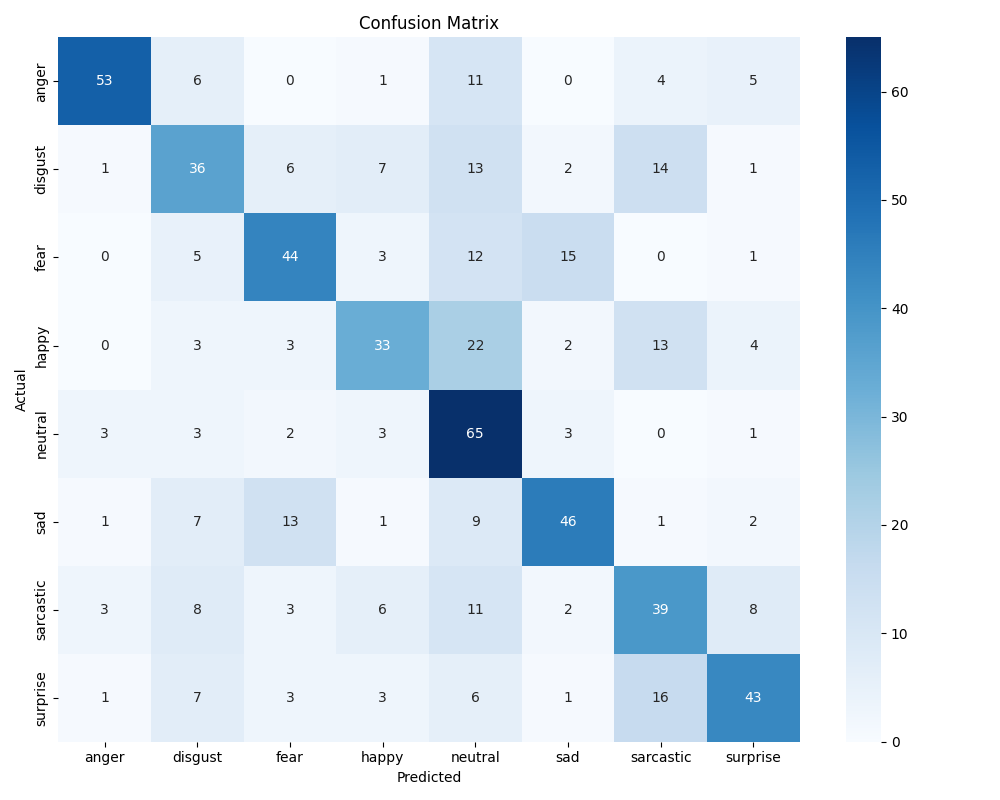 Confusion Matrix
Actual
anger 53 6 0 1 11 0 4 5
disgust 1 36 6 7 13 2 14 1
fear 0 5 44 3 12 15 0 1
happy 0 3 3 33 22 2 13 4
neutral 3 3 2 3 65 3 0 1
sad 1 7 13 1 9 46 1 2
sarcastic 3 8 3 6 11 2 39 8
surprise 1 7 3 3 6 1 16 43
anger disgust fear happy neutral sad sarcastic surprise
Predicted
60
50
40
30
20
10
0